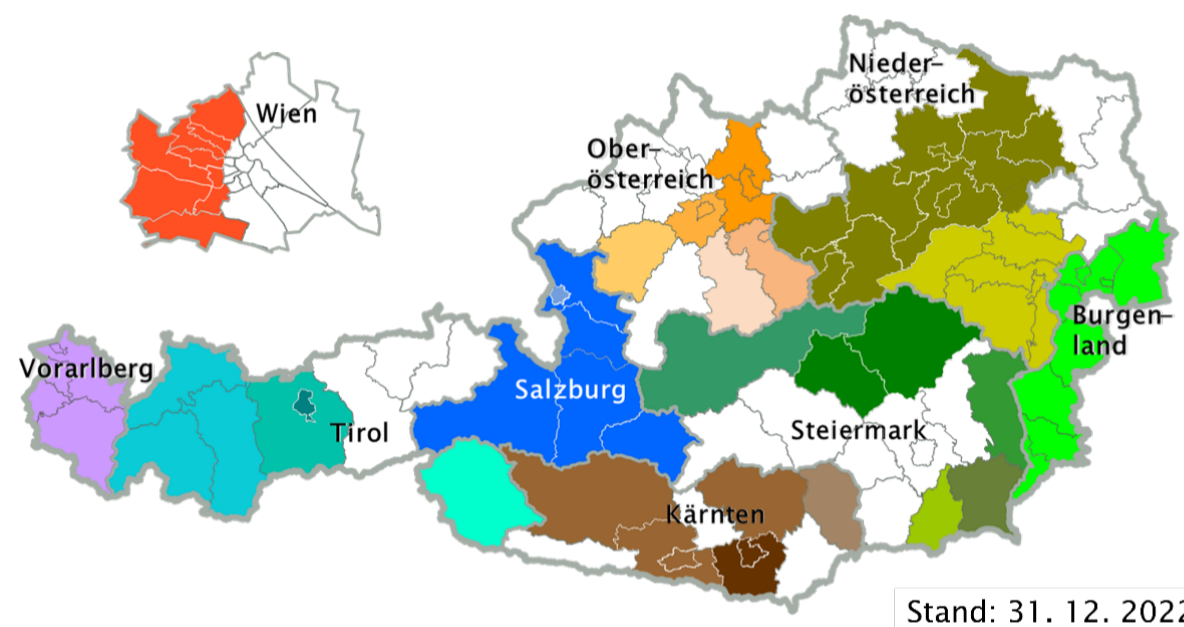 Wien
Nieder-
österreich
Ober-
österreich
Burgen-
land
Vorarlberg
Salzburg
Tirol
Steiermark
Kärnten
Stand: 31. 12. 2022